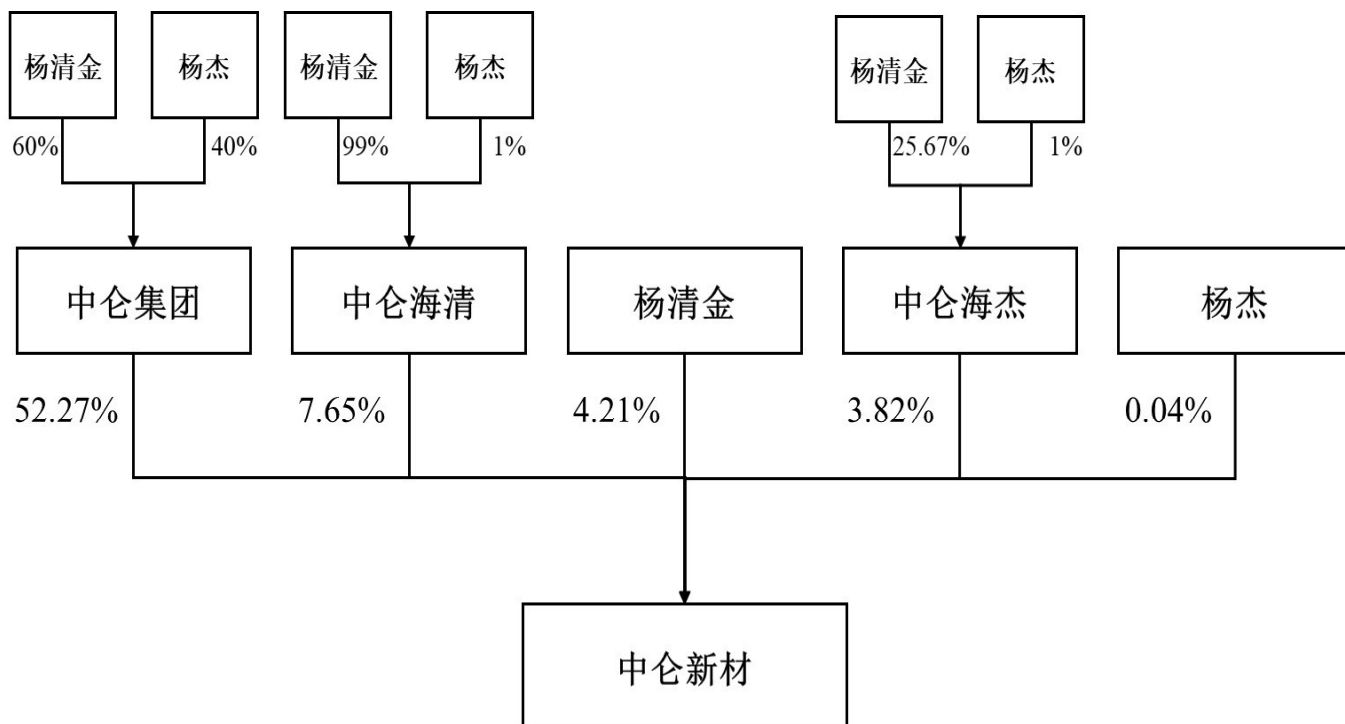 杨清金
杨杰
杨清金
杨杰
杨清金
杨杰
60%
40%
99%
1%
25.67%
1%
中仑集团
中仑海清
杨清金
中仑海杰
杨杰
52.27%
7.65%
4.21%
3.82%
0.04%
中仑新材